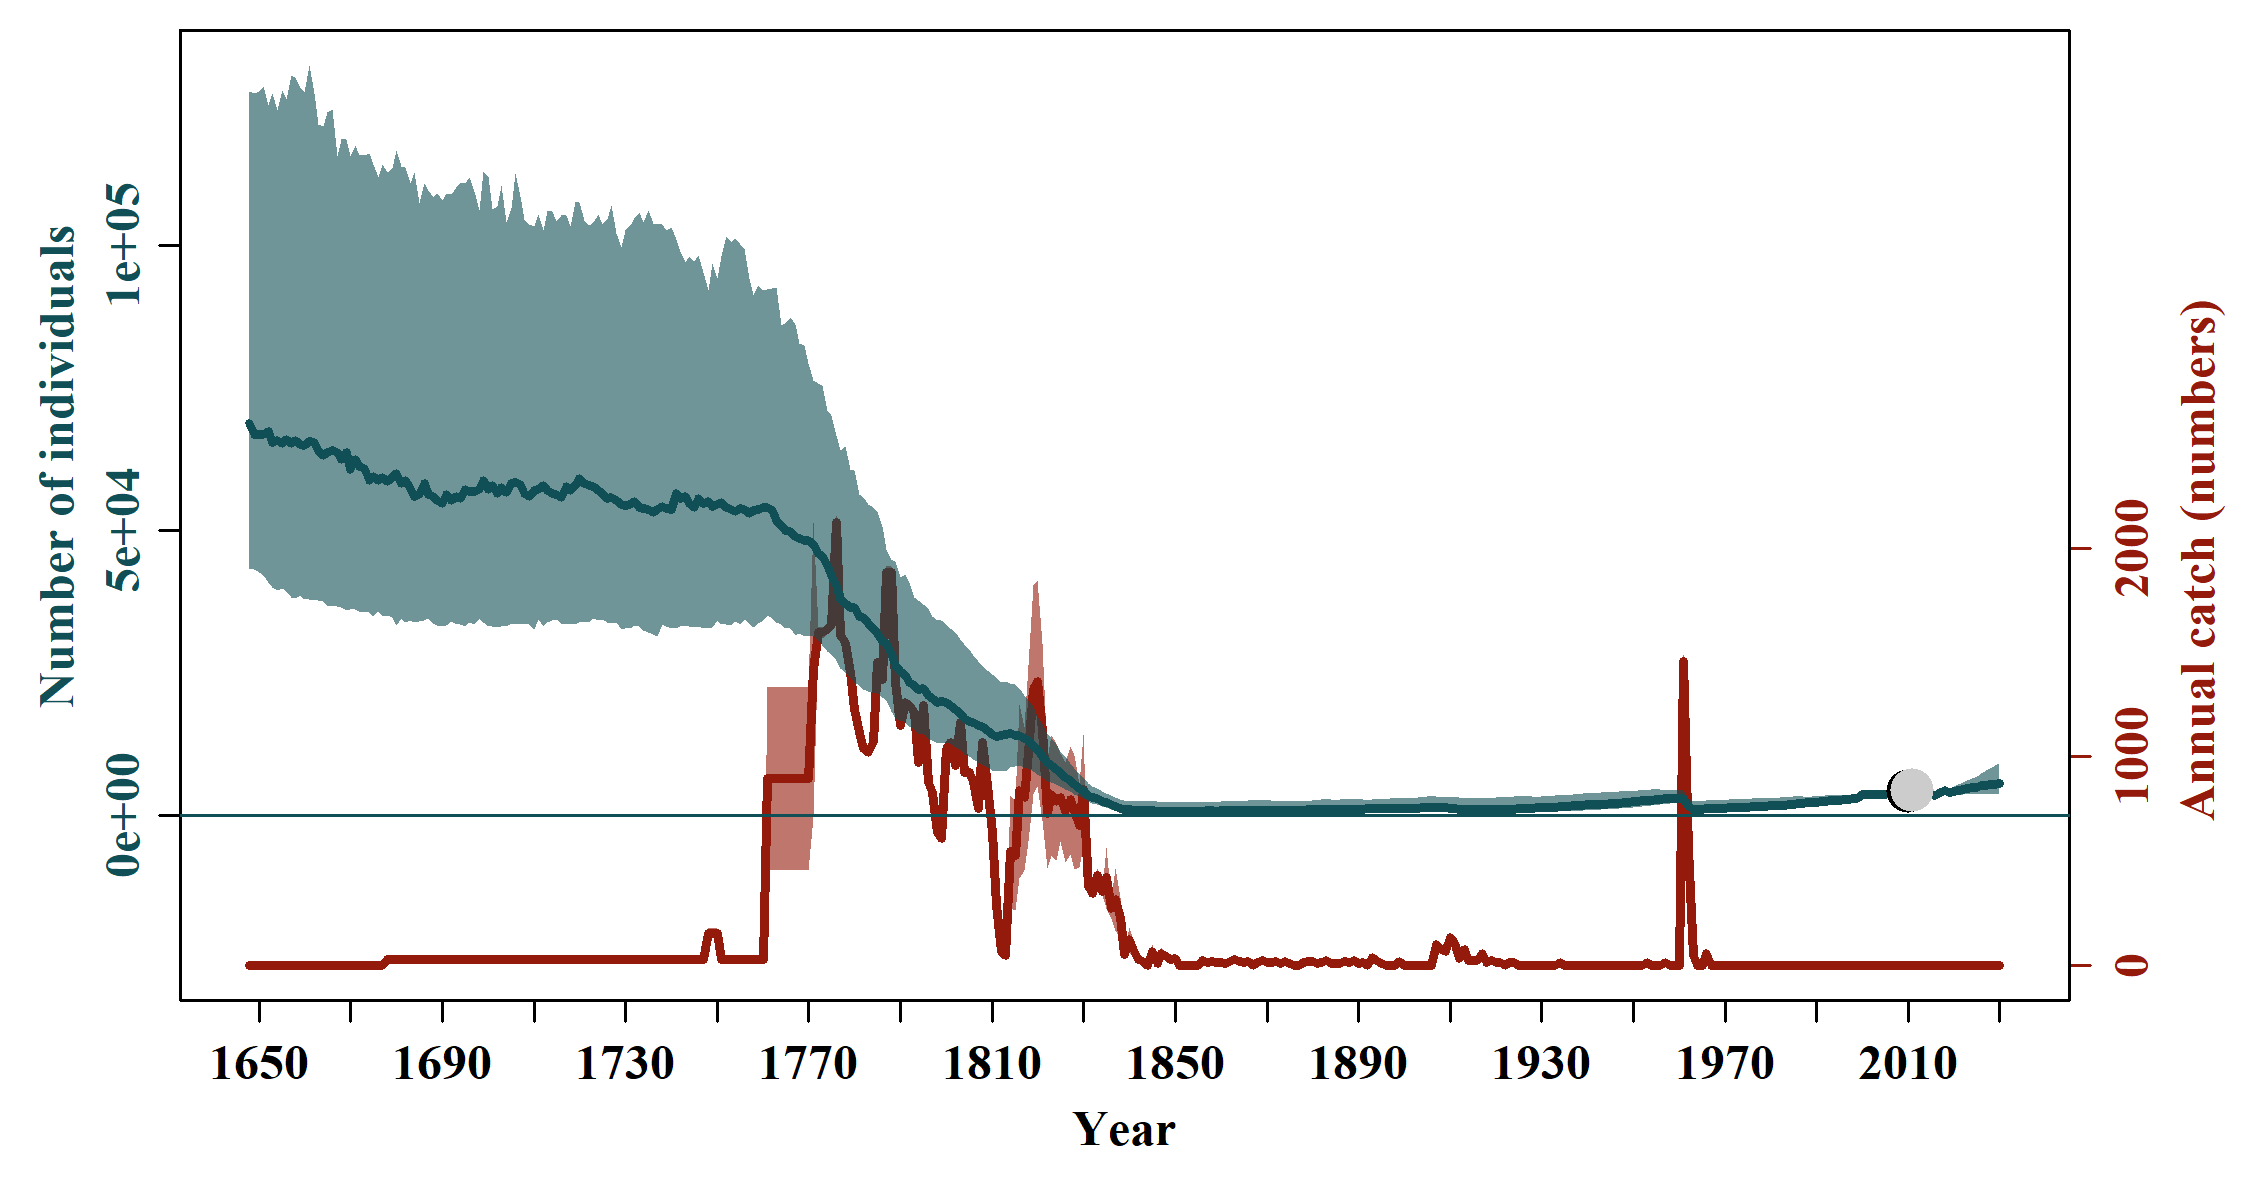 Number of individuals
1e+05
5e+04
0e+00
2000
1000
0
Annual catch (numbers)
1650 1690 1730 1770 1810 1850 1890 1930 1970 2010
Year